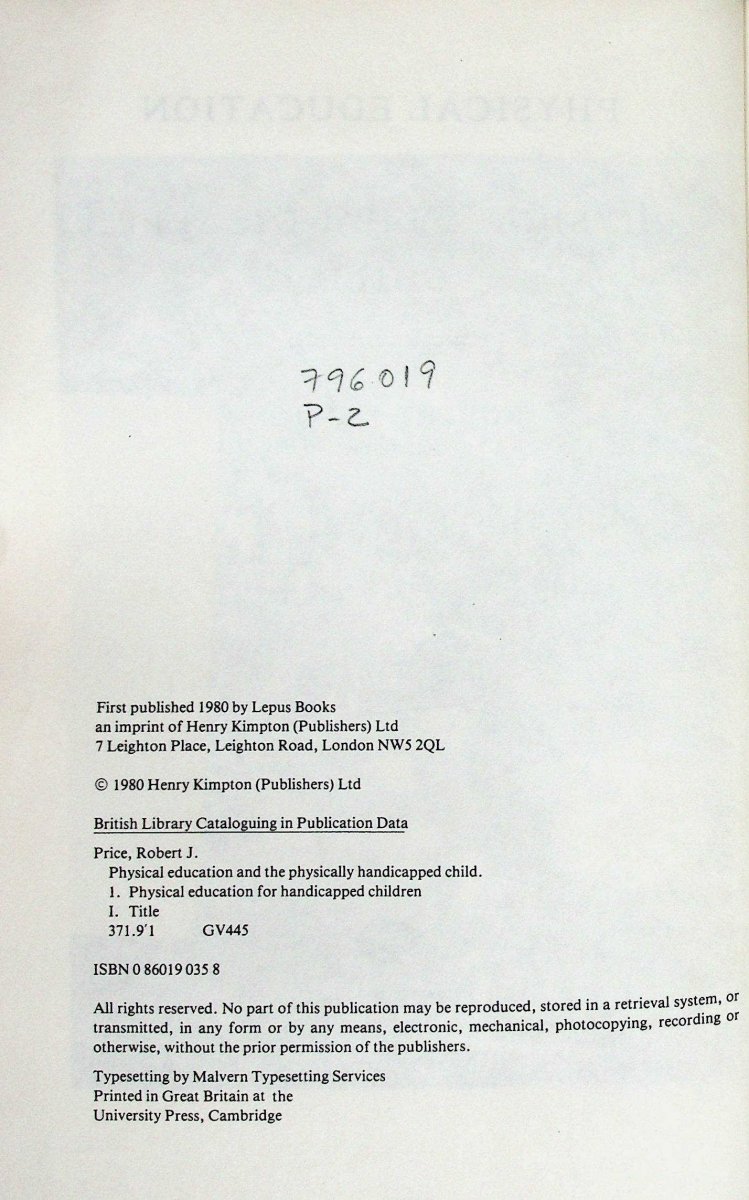 796.019
P-2
First published 1980 by Lepus Books
an imprint of Henry Kimpton (Publishers) Ltd
7 Leighton Place, Leighton Road, London NW5 2QL
© 1980 Henry Kimpton (Publishers) Ltd
British Library Cataloguing in Publication Data
Price, Robert J.
Physical education and the physically handicapped child.
1. Physical education for handicapped children
I. Title
371.9'1 GV445
ISBN 0 86019 035 8
All rights reserved. No part of this publication may be reproduced, stored in a retrieval system, or
transmitted, in any form or by any means, electronic, mechanical, photocopying, recording or
otherwise, without the prior permission of the publishers.
Typesetting by Malvern Typesetting Services
Printed in Great Britain at the
University Press, Cambridge